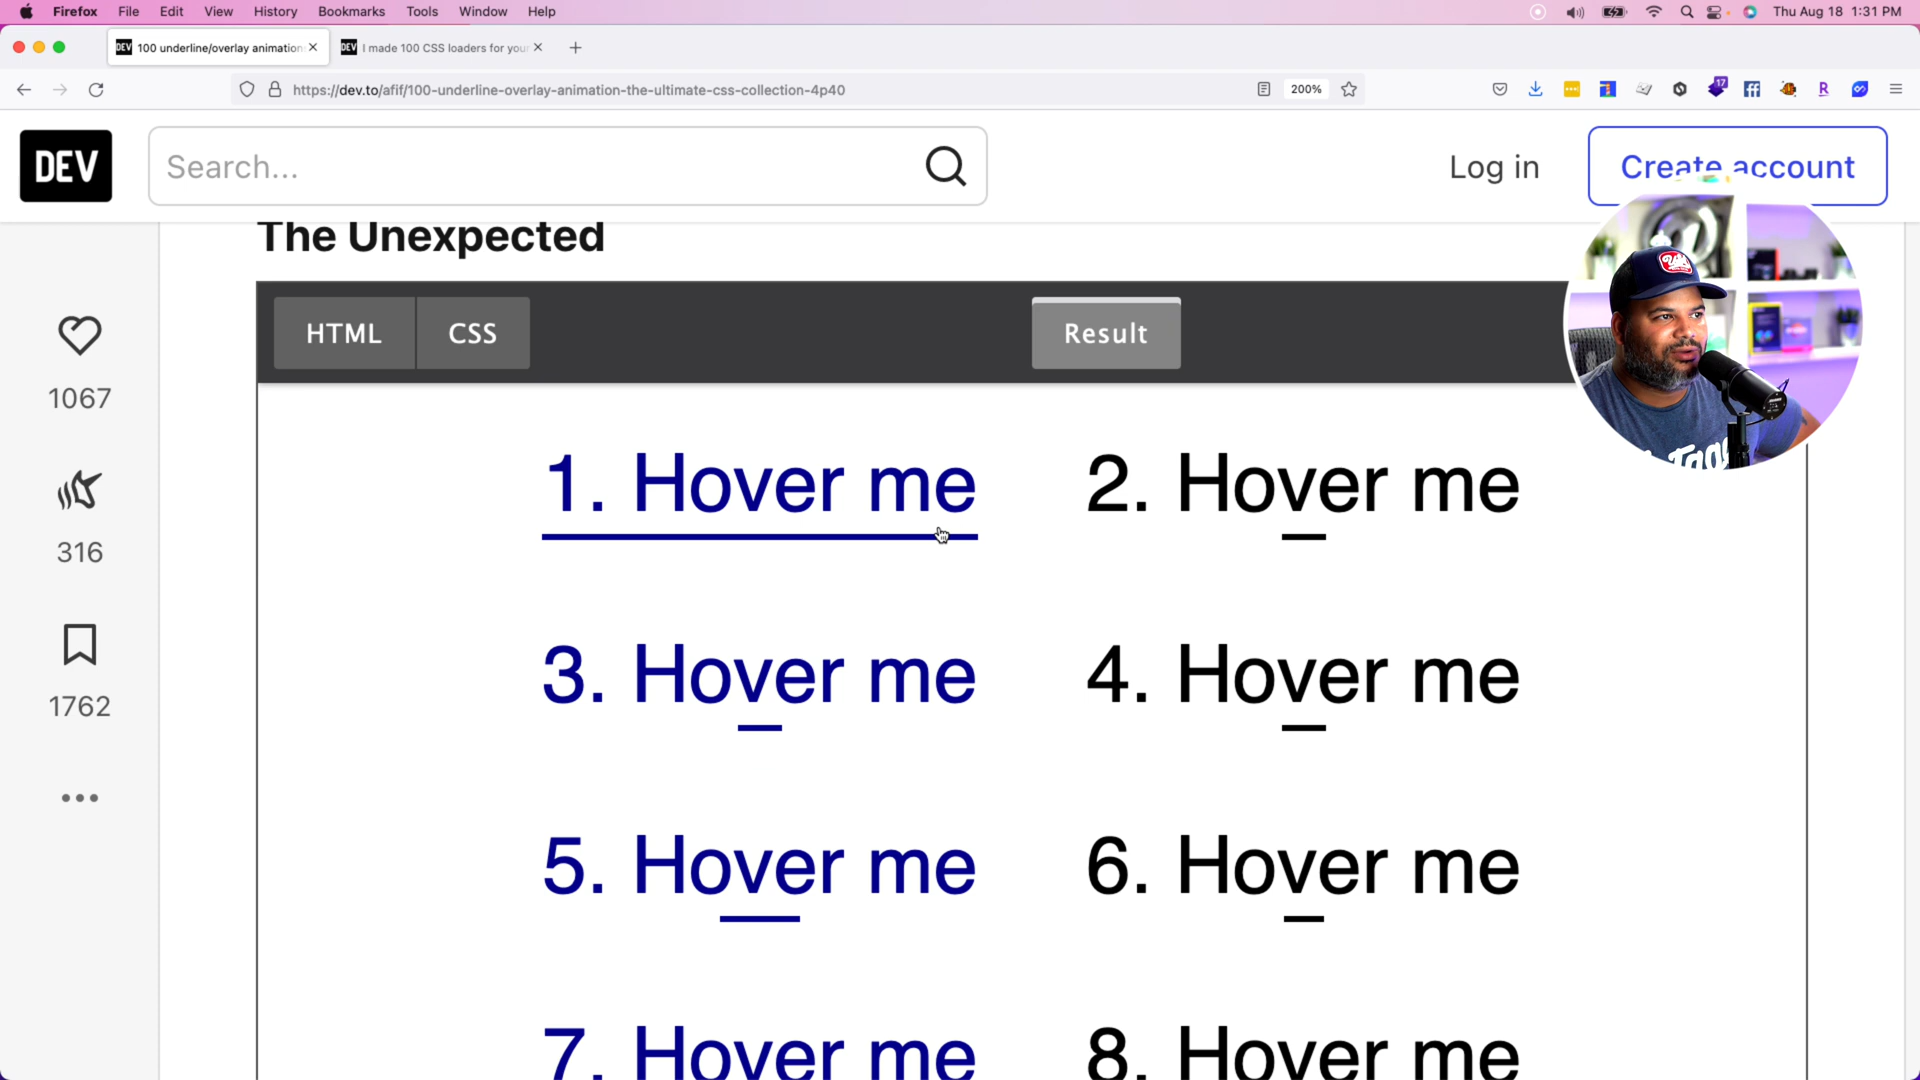 Firefox File Edit View History Bookmarks Tools Window Help Thu Aug 18 1:31 PM
DEV 100 underline/overlay animation DEV I made 100 CSS loaders for your
https://dev.to/afif/100-underline-overlay-animation-the-ultimate-css-collection-4p40 200% 17 R
DEV Search... Log in Create account
The Unexpected
HTML CSS Result
1067
316
1762
1. Hover me 2. Hover me
3. Hover me 4. Hover me
5. Hover me 6. Hover me
7. Hover me 8. Hover me